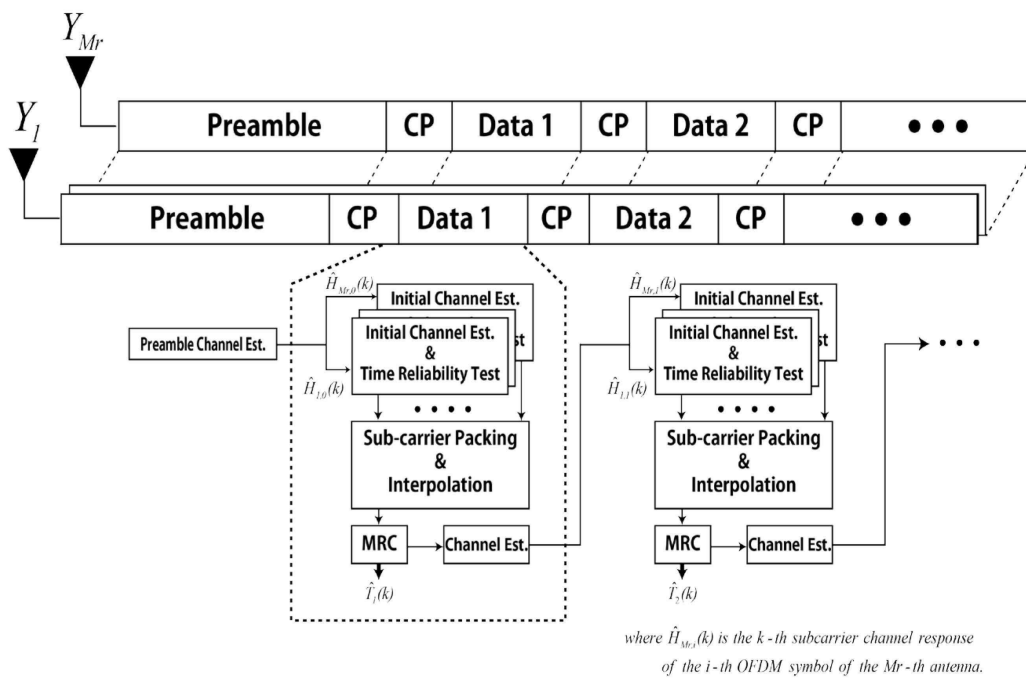 Y_Mr
Preamble CP Data 1 CP Data 2 CP • • •
Y_1
Preamble CP Data 1 CP Data 2 CP • • •
Ĥ_Mr,0(k)
Initial Channel Est.
Preamble Channel Est.
Initial Channel Est.
&
Time Reliability Test
est
Ĥ_1,0(k)
• • • •
Sub-carrier Packing
&
Interpolation
MRC
Channel Est.
T̂_1(k)
Ĥ_Mr,1(k)
Initial Channel Est.
Initial Channel Est.
&
Time Reliability Test
est
Ĥ_1,1(k)
• • • •
Sub-carrier Packing
&
Interpolation
MRC
Channel Est.
T̂_2(k)
• • •
where Ĥ_Mr,i(k) is the k-th subcarrier channel response
of the i-th OFDM symbol of the Mr-th antenna.